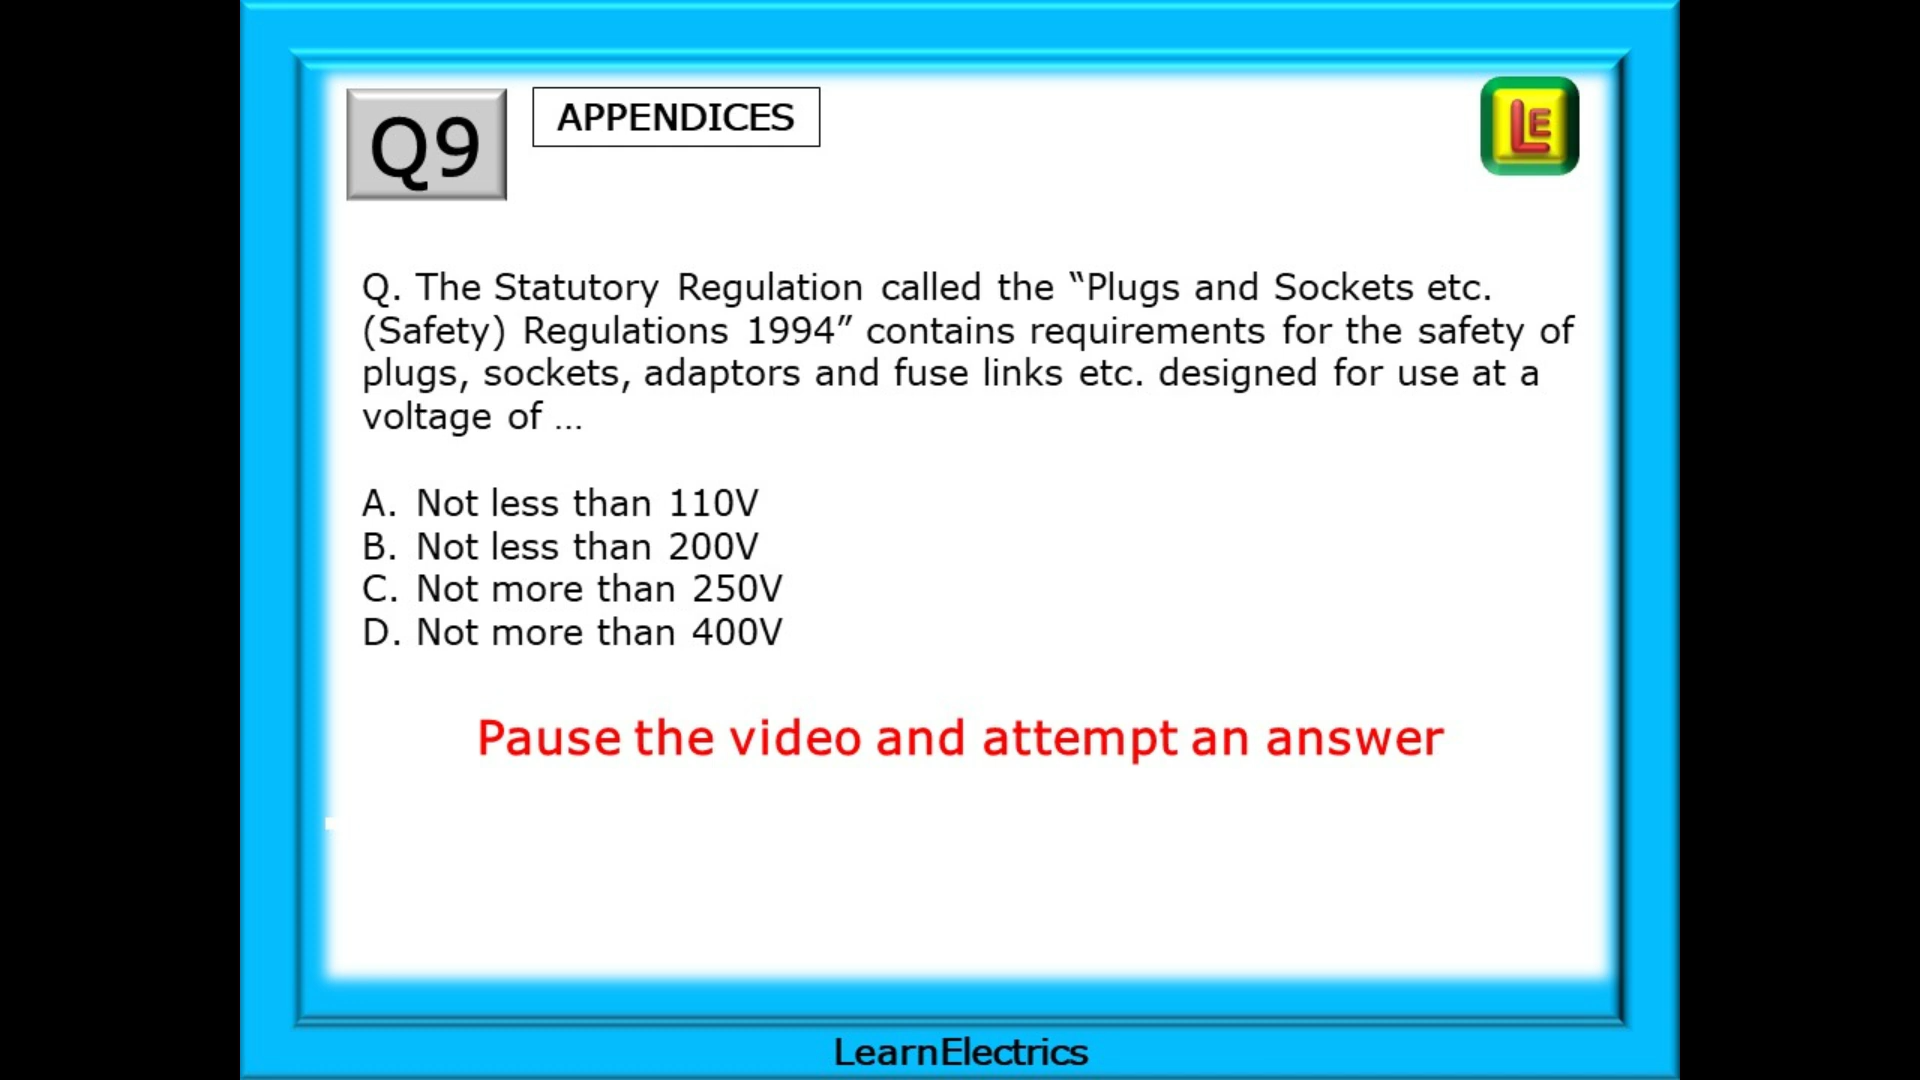 Q9
APPENDICES
LE
Q. The Statutory Regulation called the “Plugs and Sockets etc.
(Safety) Regulations 1994” contains requirements for the safety of
plugs, sockets, adaptors and fuse links etc. designed for use at a
voltage of ...
A. Not less than 110V
B. Not less than 200V
C. Not more than 250V
D. Not more than 400V
Pause the video and attempt an answer
LearnElectrics